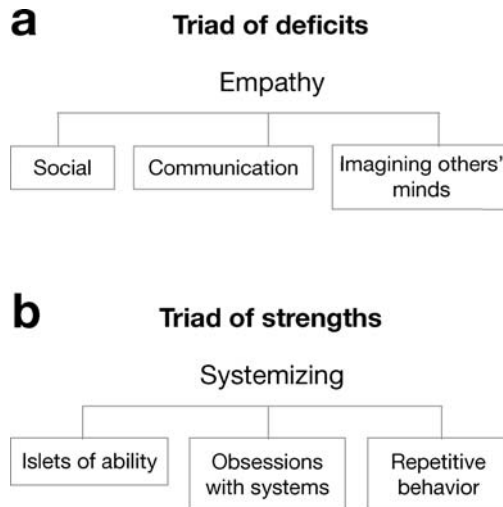 a
Triad of deficits
Empathy
Social
Communication
Imagining others'
minds
b
Triad of strengths
Systemizing
Islets of ability
Obsessions
with systems
Repetitive
behavior